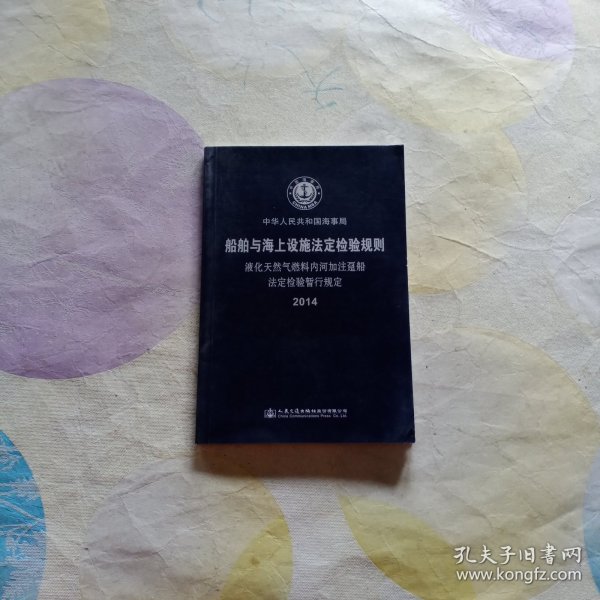 中华人民共和国海事局
船舶与海上设施法定检验规则
液化天然气燃料内河加注趸船
法定检验暂行规定
2014
人民交通出版社股份有限公司
China Communications Press Co.,Ltd.
孔夫子旧书网
www.kongfz.com